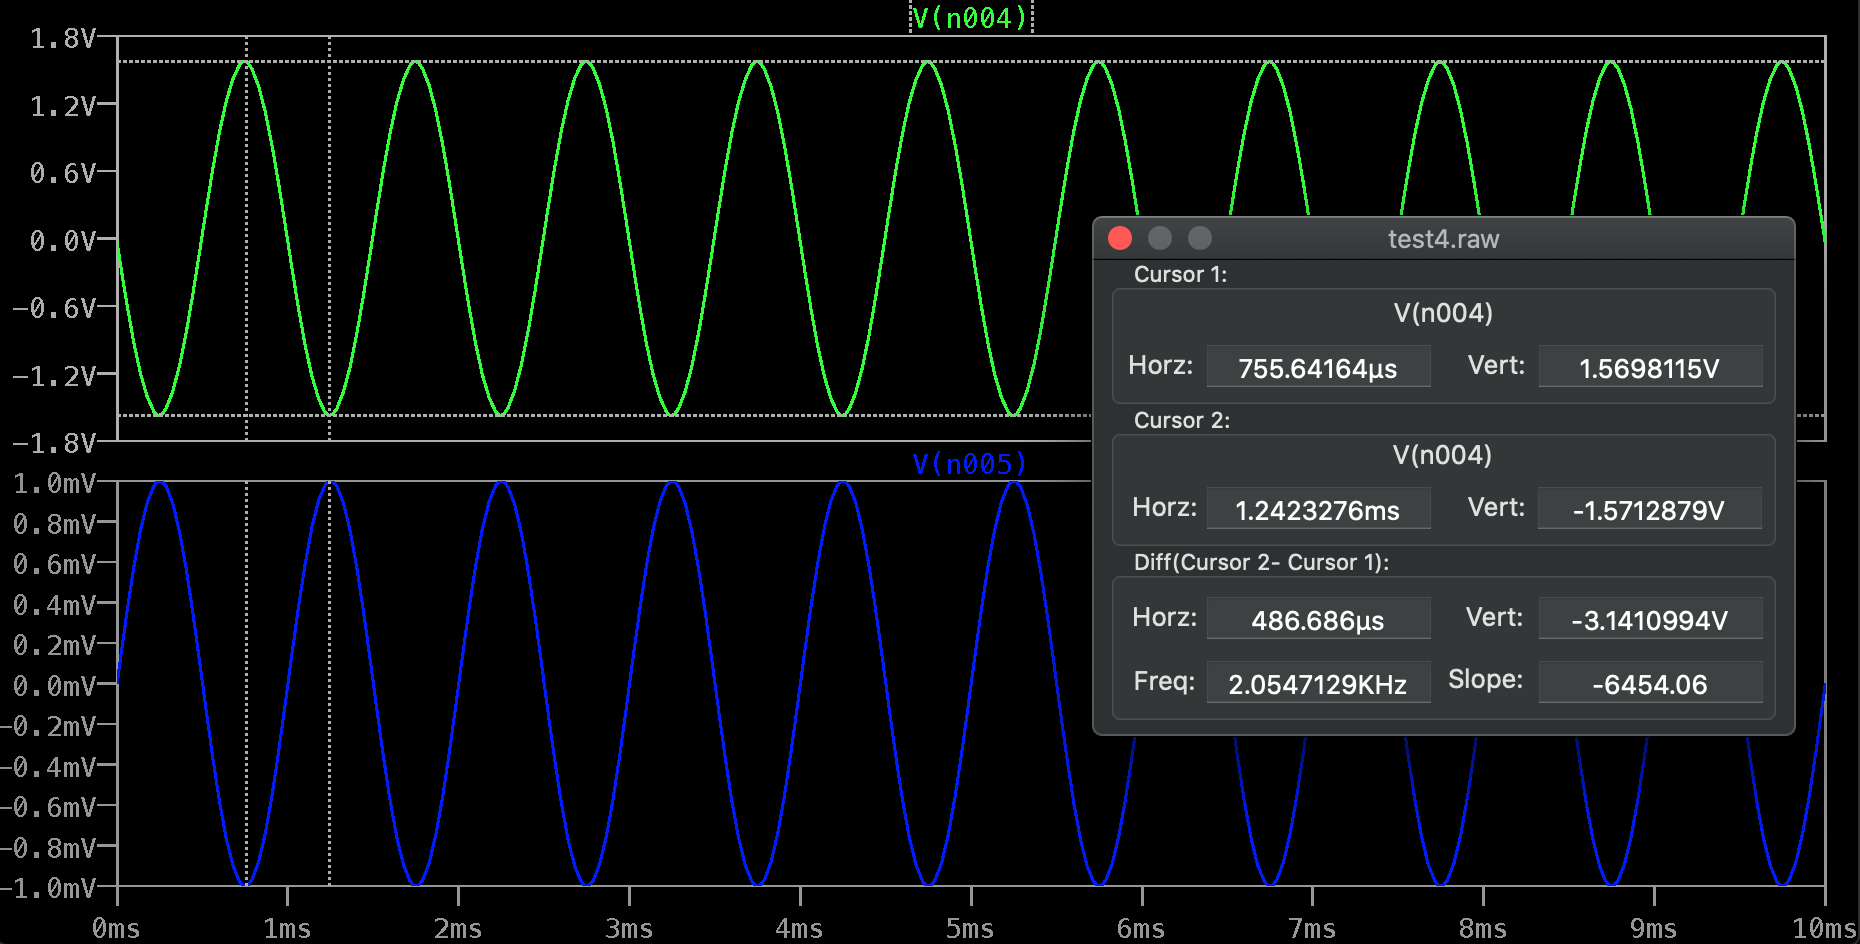 V(n004)
1.8V
1.2V
0.6V
0.0V
-0.6V
-1.2V
-1.8V
test4.raw
Cursor 1:
V(n004)
Horz: 755.64164µs Vert: 1.5698115V
Cursor 2:
V(n004)
Horz: 1.2423276ms Vert: -1.5712879V
Diff(Cursor 2- Cursor 1):
Horz: 486.686µs Vert: -3.1410994V
Freq: 2.0547129KHz Slope: -6454.06
V(n005)
1.0mV
0.8mV
0.6mV
0.4mV
0.2mV
0.0mV
-0.2mV
-0.4mV
-0.6mV
-0.8mV
-1.0mV
0ms 1ms 2ms 3ms 4ms 5ms 6ms 7ms 8ms 9ms 10ms